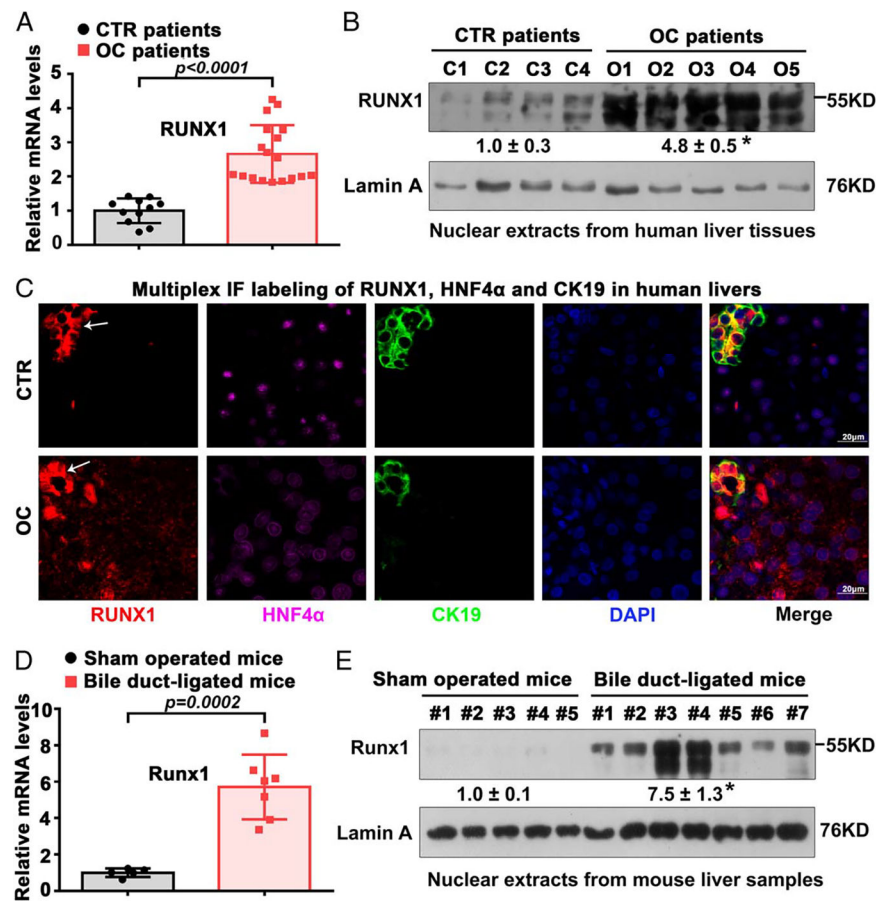 A
CTR patients
OC patients
p<0.0001
RUNX1
Relative mRNA levels
5
4
3
2
1
0
B
CTR patients OC patients
C1 C2 C3 C4 O1 O2 O3 O4 O5
RUNX1 55KD
1.0 ± 0.3 4.8 ± 0.5 *
Lamin A 76KD
Nuclear extracts from human liver tissues
C
Multiplex IF labeling of RUNX1, HNF4α and CK19 in human livers
CTR
20µm
OC
20µm
RUNX1 HNF4α CK19 DAPI Merge
D
Sham operated mice
Bile duct-ligated mice
p=0.0002
Runx1
Relative mRNA levels
10
8
6
4
2
0
E
Sham operated mice Bile duct-ligated mice
#1 #2 #3 #4 #5 #1 #2 #3 #4 #5 #6 #7
Runx1 55KD
1.0 ± 0.1 7.5 ± 1.3 *
Lamin A 76KD
Nuclear extracts from mouse liver samples